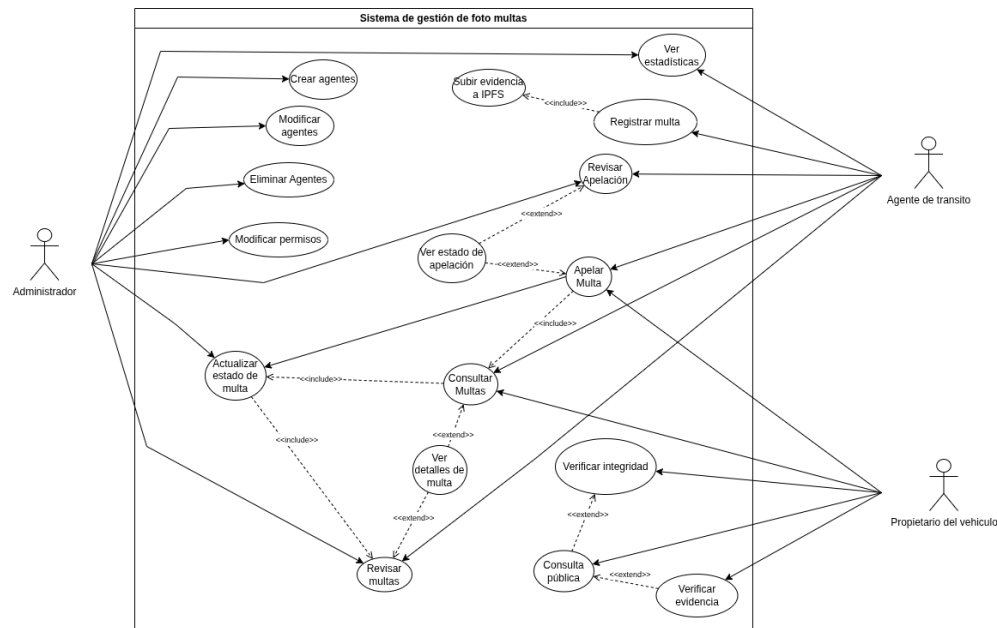 Sistema de gestión de foto multas
Ver
estadísticas
Crear agentes
Subir evidencia
a IPFS
<<include>>
Registrar multa
Modificar
agentes
Revisar
Apelación
Eliminar Agentes
Agente de transito
<<extend>>
Modificar permisos
Ver estado de
apelación
<<extend>>
Apelar
Multa
Administrador
<<include>>
Actualizar
estado de
multa
<<include>>
Consultar
Multas
<<include>>
<<extend>>
Ver
detalles de
multa
Verificar integridad
<<extend>>
<<extend>>
Propietario del vehiculo
Revisar
multas
Consulta
pública
<<extend>>
Verificar
evidencia